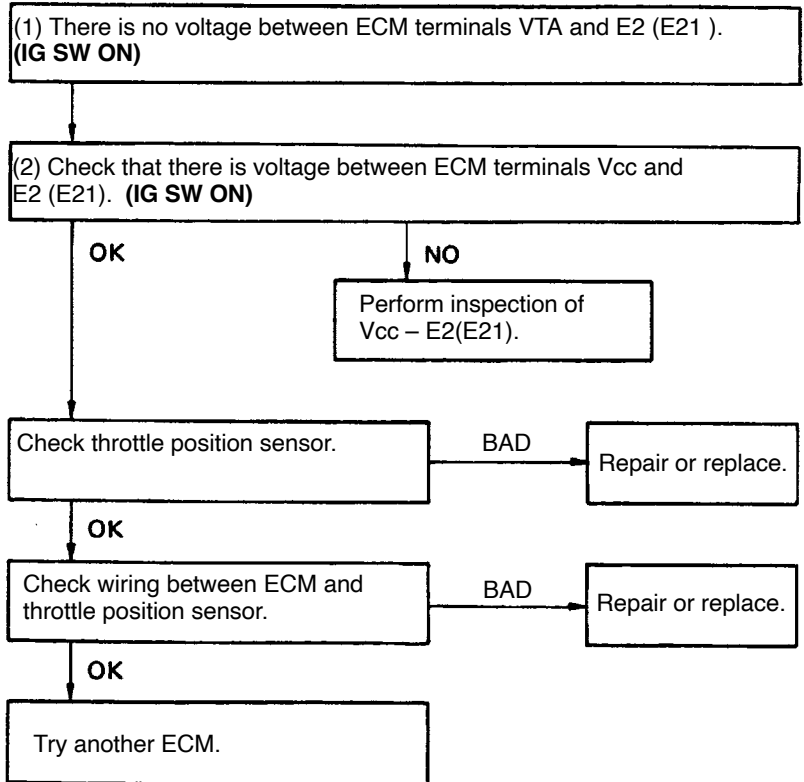 (1) There is no voltage between ECM terminals VTA and E2 (E21 ).
(IG SW ON)
(2) Check that there is voltage between ECM terminals Vcc and
E2 (E21). (IG SW ON)
OK
NO
Perform inspection of
Vcc – E2(E21).
Check throttle position sensor.
BAD
Repair or replace.
OK
Check wiring between ECM and
throttle position sensor.
BAD
Repair or replace.
OK
Try another ECM.